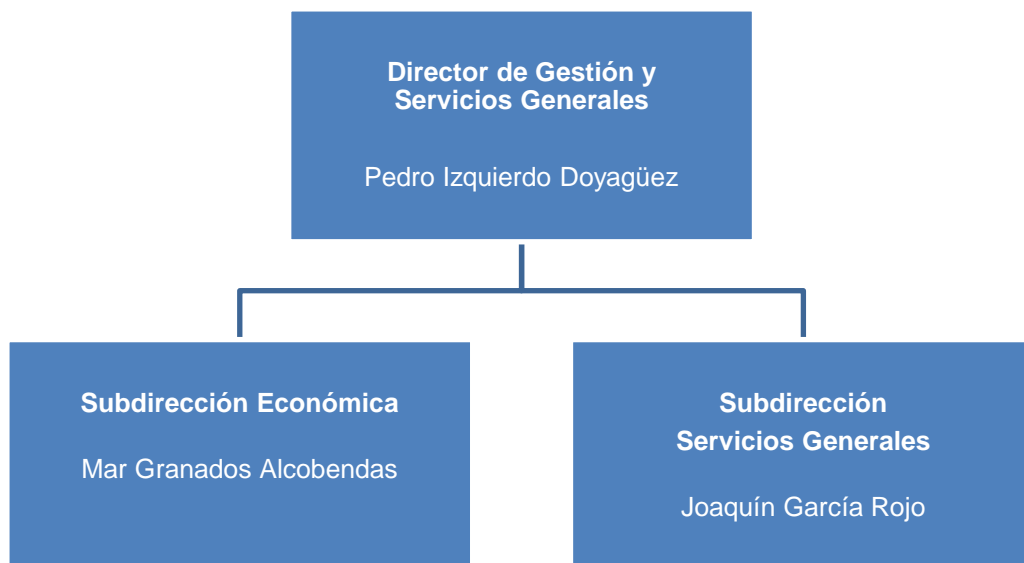 Director de Gestión y
Servicios Generales
Pedro Izquierdo Doyagüez
Subdirección Económica
Mar Granados Alcobendas
Subdirección
Servicios Generales
Joaquín García Rojo